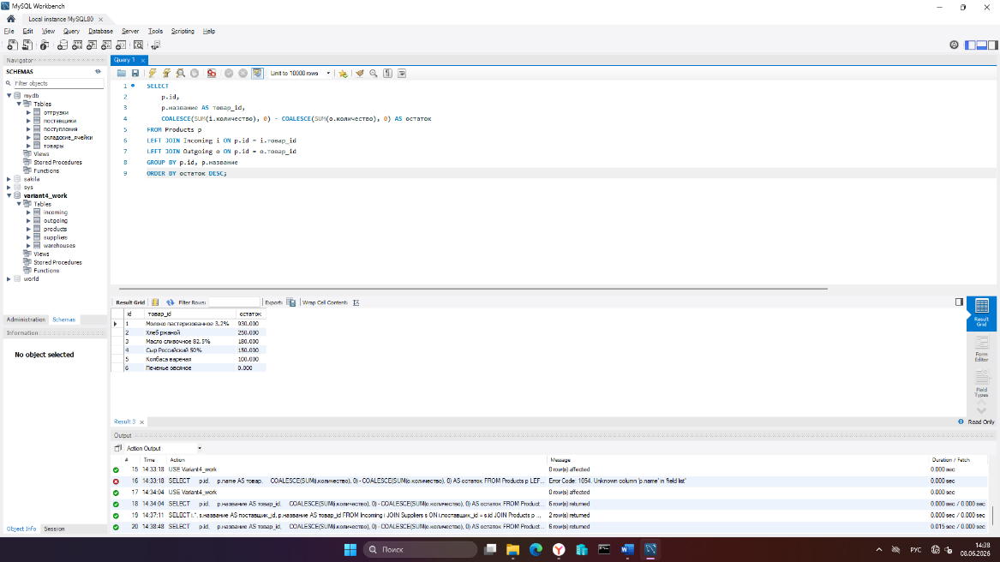 MySQL Workbench
Local instance MySQL80
File Edit View Query Database Server Tools Scripting Help
Navigator
SCHEMAS
Filter objects
mydb
Tables
отгрузки
поставщики
поступления
складские_ячейки
товары
Views
Stored Procedures
Functions
sakila
sys
variant4_work
Tables
incoming
outgoing
products
suppliers
warehouses
Views
Stored Procedures
Functions
world
Administration Schemas
Information
No object selected
Object Info Session
Query 1
Limit to 10000 rows
1 SELECT
2 p.id,
3 p.название AS товар_id,
4 COALESCE(SUM(i.количество), 0) - COALESCE(SUM(o.количество), 0) AS остаток
5 FROM Products p
6 LEFT JOIN Incoming i ON p.id = i.товар_id
7 LEFT JOIN Outgoing o ON p.id = o.товар_id
8 GROUP BY p.id, p.название
9 ORDER BY остаток DESC;
Result Grid Filter Rows: Export: Wrap Cell Content:
id товар_id остаток
1 Молоко пастеризованное 3.2% 930.000
2 Хлеб ржаной 250.000
3 Масло сливочное 82.5% 180.000
4 Сыр Российский 50% 150.000
5 Колбаса вареная 100.000
6 Печенье овсяное 0.000
Result Grid
Form Editor
Field Types
Result 3
Read Only
Output
Action Output
# Time Action Message Duration / Fetch
15 14:33:18 USE Variant4_work 0 row(s) affected 0.000 sec
16 14:33:18 SELECT p.id, p.name AS товар, COALESCE(SUM(i.количество), 0) - COALESCE(SUM(o.количество), 0) AS остаток FROM Products p LEF... Error Code: 1054. Unknown column 'p.name' in 'field list' 0.000 sec
17 14:34:04 USE Variant4_work 0 row(s) affected 0.000 sec
18 14:34:04 SELECT p.id, p.название AS товар_id, COALESCE(SUM(i.количество), 0) - COALESCE(SUM(o.количество), 0) AS остаток FROM Product... 6 row(s) returned 0.000 sec / 0.000 sec
19 14:37:11 SELECT i.*, s.название AS поставщик_id, p.название AS товар_id FROM Incoming i JOIN Suppliers s ON i.поставщик_id = s.id JOIN Products p ... 2 row(s) returned 0.000 sec / 0.000 sec
20 14:38:48 SELECT p.id, p.название AS товар_id, COALESCE(SUM(i.количество), 0) - COALESCE(SUM(o.количество), 0) AS остаток FROM Product... 6 row(s) returned 0.015 sec / 0.000 sec
Поиск
РУС
14:38
08.06.2026